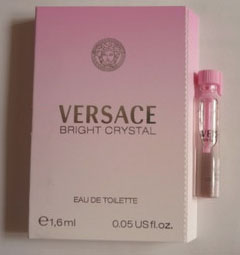 VERSACE
BRIGHT CRYSTAL
EAU DE TOILETTE
℮1,6ml 0.05 US fl.oz.